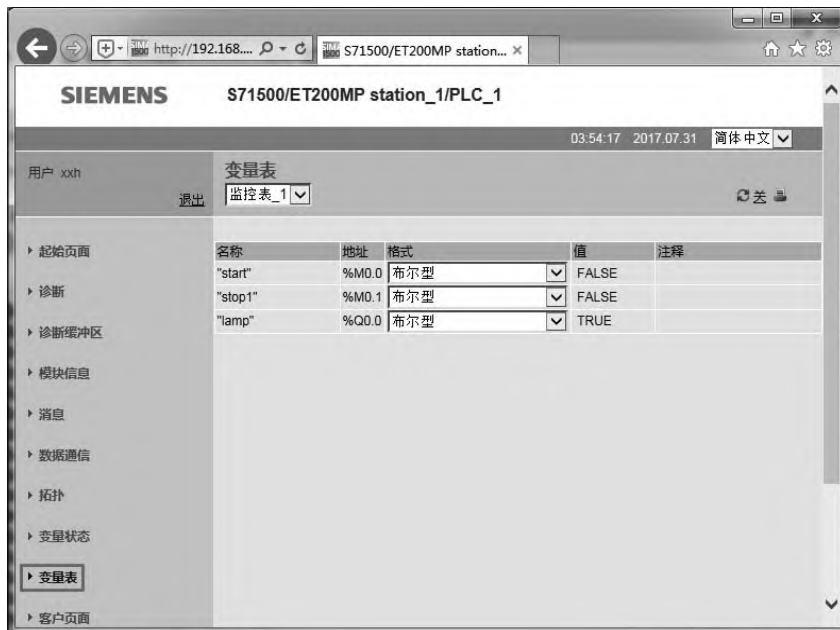 http://192.168....
S71500/ET200MP station...
SIEMENS
S71500/ET200MP station_1/PLC_1
03:54:17 2017.07.31 简体中文
用户 xxh
退出
变量表
监控表_1
关
起始页面
诊断
诊断缓冲区
模块信息
消息
数据通信
拓扑
变量状态
变量表
客户页面
名称 地址 格式 值 注释
"start" %M0.0 布尔型 FALSE
"stop1" %M0.1 布尔型 FALSE
"lamp" %Q0.0 布尔型 TRUE